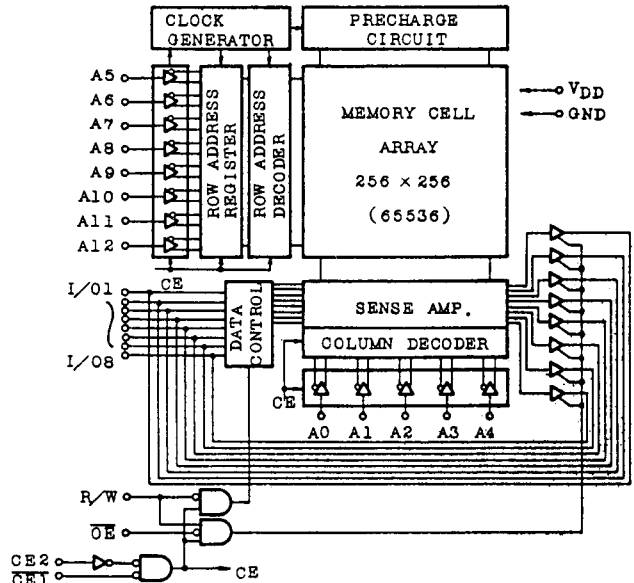 CLOCK
GENERATOR
PRECHARGE
CIRCUIT
A5
A6
A7
A8
A9
A10
A11
A12
ROW ADDRESS
REGISTER
ROW ADDRESS
DECODER
MEMORY CELL
ARRAY
256 × 256
(65536)
VDD
GND
CE
I/O1
I/O8
DATA
CONTROL
SENSE AMP.
COLUMN DECODER
CE
A0 A1 A2 A3 A4
R/W
OE
CE2
CE1
CE